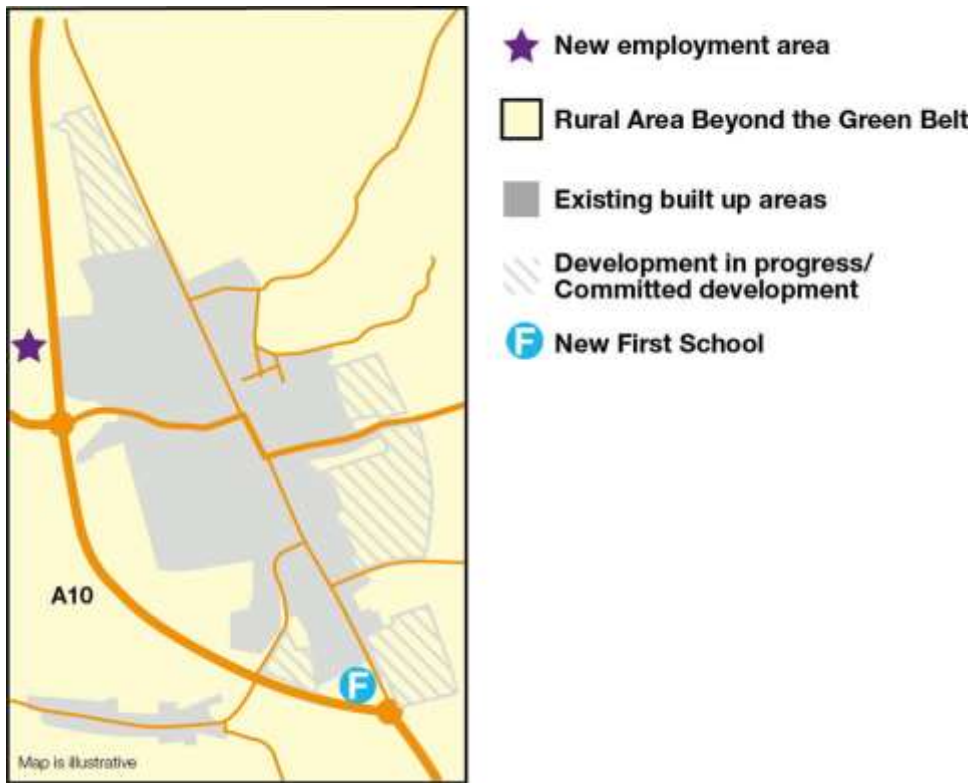 New employment area
Rural Area Beyond the Green Belt
Existing built up areas
Development in progress/
Committed development
F New First School
A10
F
Map is illustrative